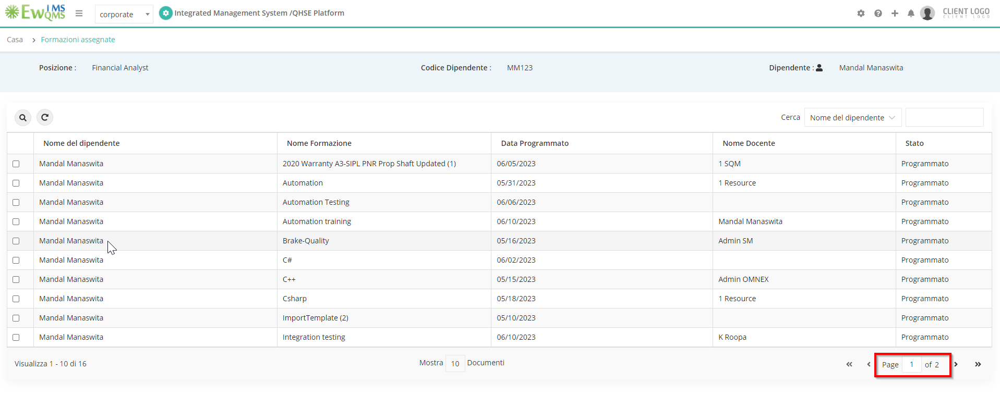 EwIMS QMS
corporate
Integrated Management System /QHSE Platform
CLIENT LOGO
CLIENT LOGO
Casa > Formazioni assegnate
Posizione : Financial Analyst Codice Dipendente : MM123 Dipendente : Mandal Manaswita
Cerca Nome del dipendente
Nome del dipendente Nome Formazione Data Programmato Nome Docente Stato
Mandal Manaswita 2020 Warranty A3-SIPL PNR Prop Shaft Updated (1) 06/05/2023 1 SQM Programmato
Mandal Manaswita Automation 05/31/2023 1 Resource Programmato
Mandal Manaswita Automation Testing 06/06/2023 Programmato
Mandal Manaswita Automation training 06/10/2023 Mandal Manaswita Programmato
Mandal Manaswita Brake-Quality 05/16/2023 Admin SM Programmato
Mandal Manaswita C# 06/02/2023 Programmato
Mandal Manaswita C++ 05/15/2023 Admin OMNEX Programmato
Mandal Manaswita Csharp 05/18/2023 1 Resource Programmato
Mandal Manaswita ImportTemplate (2) 05/10/2023 Programmato
Mandal Manaswita Integration testing 06/10/2023 K Roopa Programmato
Visualizza 1 - 10 di 16 Mostra 10 Documenti « ‹ Page 1 of 2 › »